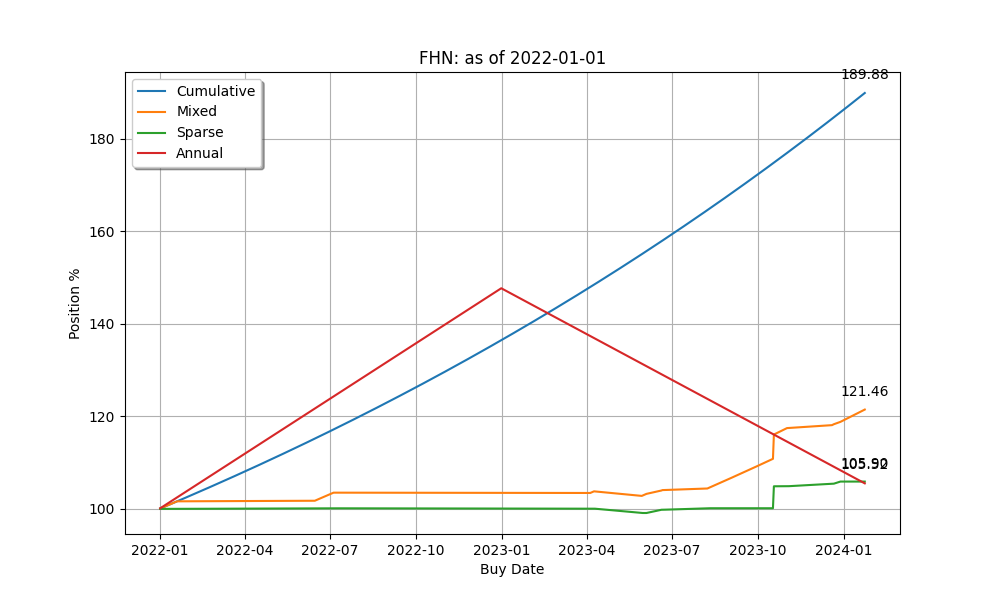 FHN: as of 2022-01-01
189.88
Cumulative
Mixed
Sparse
Annual
180
160
140
121.46
120
105.90
100
2022-01 2022-04 2022-07 2022-10 2023-01 2023-04 2023-07 2023-10 2024-01
Buy Date
Position %